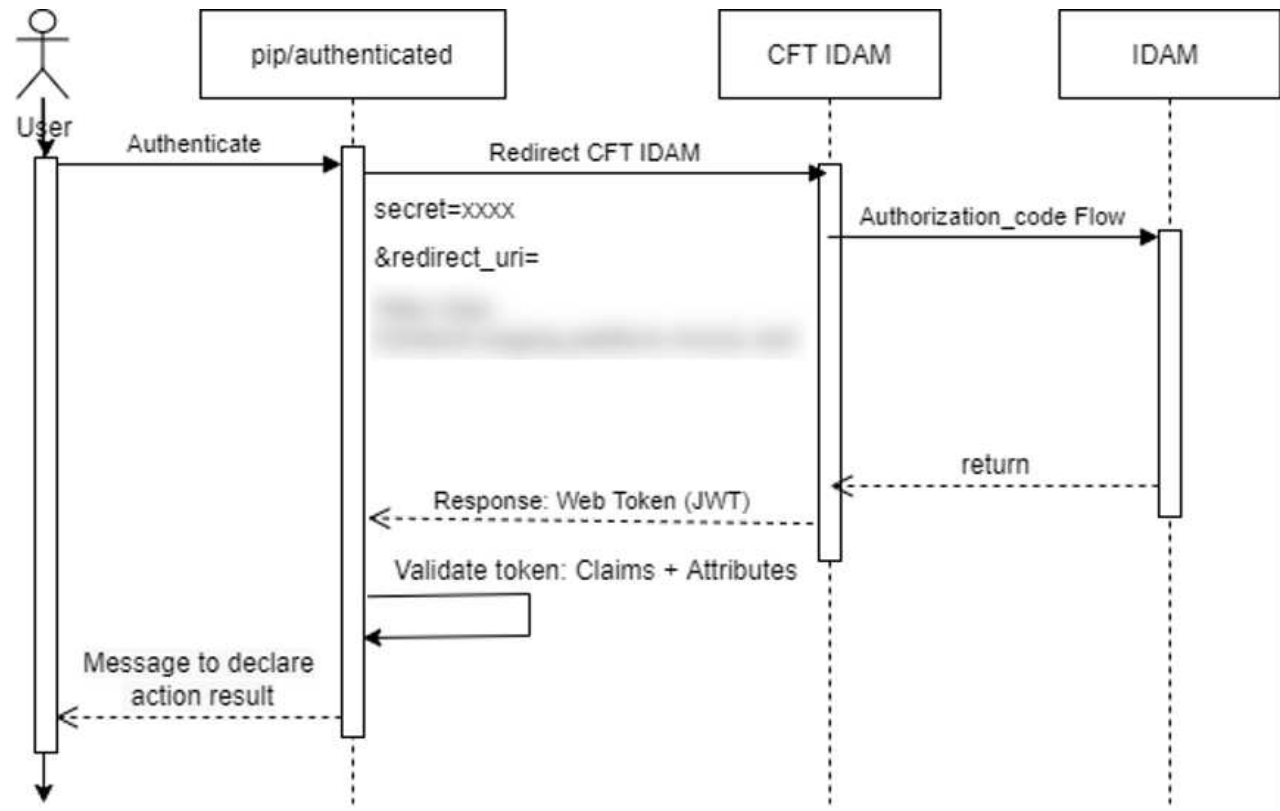 pip/authenticated
CFT IDAM
IDAM
User
Authenticate
Redirect CFT IDAM
secret=xxxx
&redirect_uri=
Authorization_code Flow
return
Response: Web Token (JWT)
Validate token: Claims + Attributes
Message to declare
action result